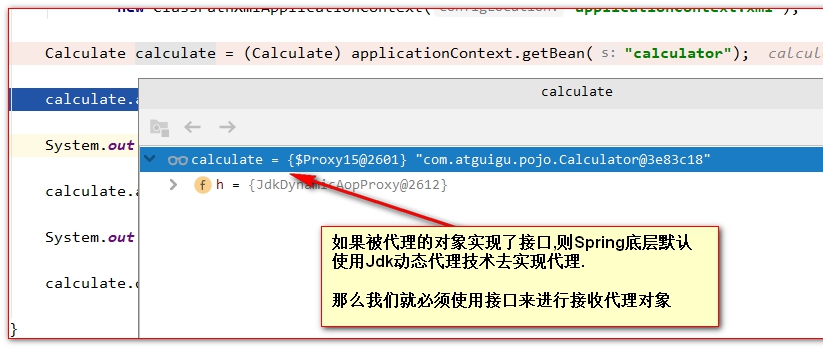 new ClassPathXmlApplicationContext( configLocation: "applicationContext.xml");
Calculate calculate = (Calculate) applicationContext.getBean( s: "calculator"); calcul
calculate
calculate.a
calculate = {$Proxy15@2601} "com.atguigu.pojo.Calculator@3e83c18"
System.out
h = {JdkDynamicAopProxy@2612}
calculate.a
System.out
calculate.
如果被代理的对象实现了接口,则Spring底层默认
使用Jdk动态代理技术去实现代理.
那么我们就必须使用接口来进行接收代理对象
}